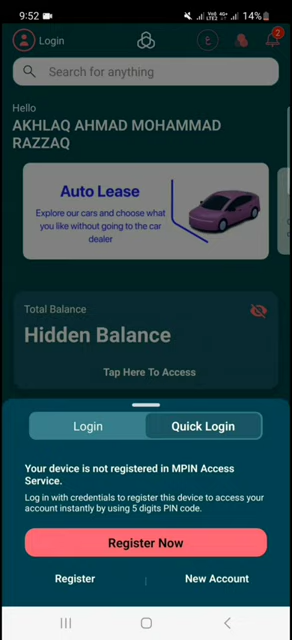 9:52
14%
Login
ع
2
Search for anything
Hello
AKHLAQ AHMAD MOHAMMAD
RAZZAQ
Auto Lease
Explore our cars and choose what
you like without going to the car
dealer
Total Balance
Hidden Balance
Tap Here To Access
Login
Quick Login
Your device is not registered in MPIN Access
Service.
Log in with credentials to register this device to access your
account instantly by using 5 digits PIN code.
Register Now
Register
New Account